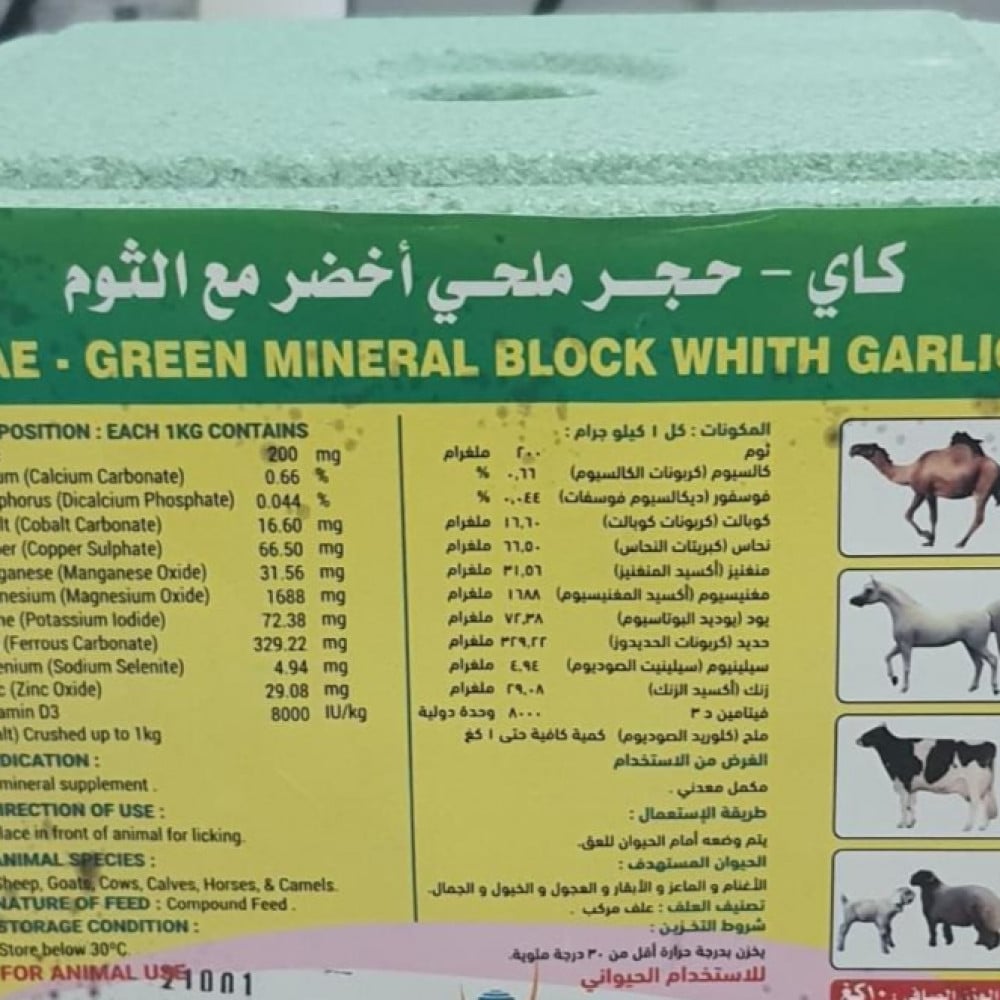 كاي - حجر ملحي أخضر مع الثوم
AE - GREEN MINERAL BLOCK WHITH GARLIC
POSITION : EACH 1KG CONTAINS
200 mg
um (Calcium Carbonate) 0.66 %
phorus (Dicalcium Phosphate) 0.044 %
lt (Cobalt Carbonate) 16.60 mg
er (Copper Sulphate) 66.50 mg
ganese (Manganese Oxide) 31.56 mg
nesium (Magnesium Oxide) 1688 mg
ne (Potassium Iodide) 72.38 mg
(Ferrous Carbonate) 329.22 mg
enium (Sodium Selenite) 4.94 mg
c (Zinc Oxide) 29.08 mg
amin D3 8000 IU/kg
alt) Crushed up to 1kg
DICATION :
mineral supplement .
IRECTION OF USE :
lace in front of animal for licking.
ANIMAL SPECIES :
Sheep, Goats, Cows, Calves, Horses, & Camels.
NATURE OF FEED : Compound Feed .
STORAGE CONDITION :
Store below 30°C.
FOR ANIMAL USE
21001
المكونات : كل ١ كيلو جرام :
ثوم ٢٠٠ ملغرام
كالسيوم (كربونات الكالسيوم) ٠,٦٦ %
فوسفور (ديكالسيوم فوسفات) ٠,٠٤٤ %
كوبالت (كربونات كوبالت) ١٦,٦٠ ملغرام
نحاس (كبريتات النحاس) ٦٦,٥٠ ملغرام
منغنيز (أكسيد المنغنيز) ٣١,٥٦ ملغرام
مغنيسيوم (أكسيد المغنيسيوم) ١٦٨٨ ملغرام
يود (يوديد البوتاسيوم) ٧٢,٣٨ ملغرام
حديد (كربونات الحديدوز) ٣٢٩,٢٢ ملغرام
سيلينيوم (سيلينيت الصوديوم) ٤,٩٤ ملغرام
زنك (أكسيد الزنك) ٢٩,٠٨ ملغرام
فيتامين د ٣ ٨٠٠٠ وحدة دولية
ملح (كلوريد الصوديوم) كمية كافية حتى ١ كغ
الغرض من الاستخدام
مكمل معدني .
طريقة الإستعمال :
يتم وضعه أمام الحيوان للعق.
الحيوان المستهدف :
الأغنام و الماعز و الأبقار و العجول و الخيول و الجمال.
تصنيف العلف : علف مركب .
شروط التخزين :
يخزن بدرجة حرارة أقل من ٣٠ درجة مئوية.
للاستخدام الحيواني
الوزن الصافي ١٠ كغ